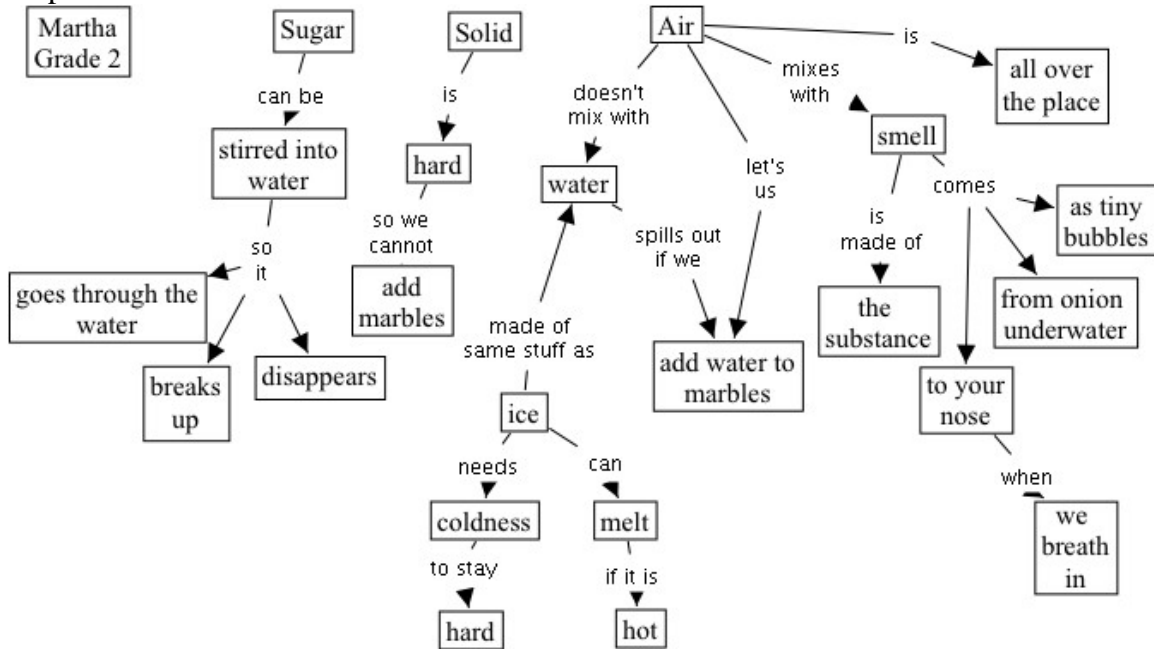 Martha
Grade 2
Sugar
can be
stirred into
water
so
it
goes through the
water
breaks
up
disappears
Solid
is
hard
so we
cannot
add
marbles
Air
doesn't
mix with
water
spills out
if we
let's
us
add water to
marbles
made of
same stuff as
ice
needs
coldness
to stay
hard
can
melt
if it is
hot
mixes
with
smell
is
made of
the
substance
comes
as tiny
bubbles
from onion
underwater
to your
nose
when
we
breath
in
is
all over
the place